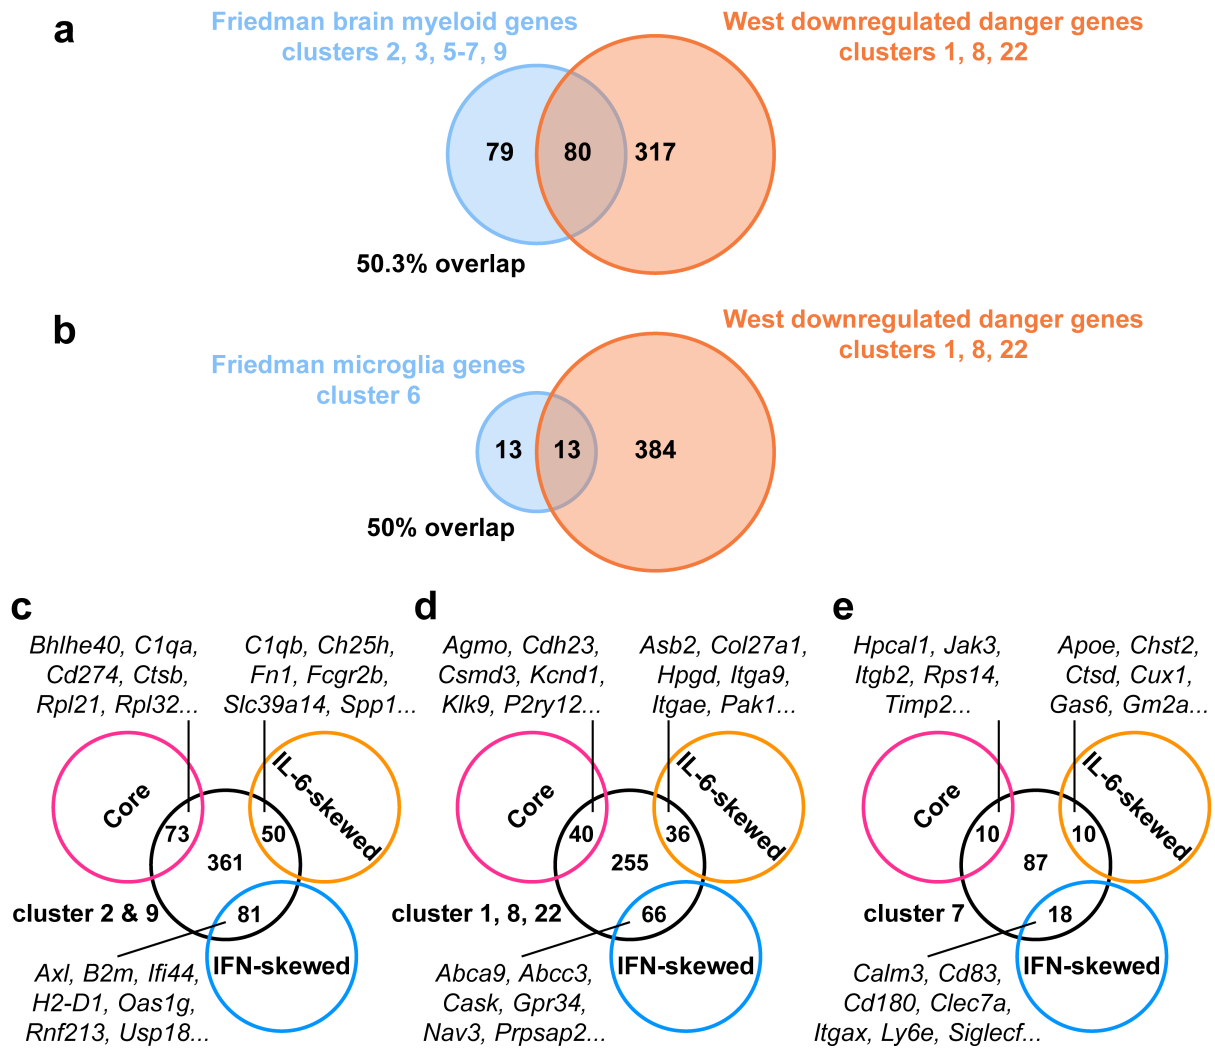 a
Friedman brain myeloid genes
clusters 2, 3, 5-7, 9
West downregulated danger genes
clusters 1, 8, 22
79
80
317
50.3% overlap
b
Friedman microglia genes
cluster 6
West downregulated danger genes
clusters 1, 8, 22
13
13
384
50% overlap
c
Bhlhe40, C1qa,
Cd274, Ctsb,
Rpl21, Rpl32...
C1qb, Ch25h,
Fn1, Fcgr2b,
Slc39a14, Spp1...
Core
IL-6-skewed
73
50
361
cluster 2 & 9
81
IFN-skewed
Axl, B2m, Ifi44,
H2-D1, Oas1g,
Rnf213, Usp18...
d
Agmo, Cdh23,
Csmd3, Kcnd1,
Klk9, P2ry12...
Asb2, Col27a1,
Hpgd, Itga9,
Itgae, Pak1...
Core
IL-6-skewed
40
36
255
cluster 1, 8, 22
66
IFN-skewed
Abca9, Abcc3,
Cask, Gpr34,
Nav3, Prpsap2...
e
Hpcal1, Jak3,
Itgb2, Rps14,
Timp2...
Apoe, Chst2,
Ctsd, Cux1,
Gas6, Gm2a...
Core
IL-6-skewed
10
10
87
cluster 7
18
IFN-skewed
Calm3, Cd83,
Cd180, Clec7a,
Itgax, Ly6e, Siglecf...